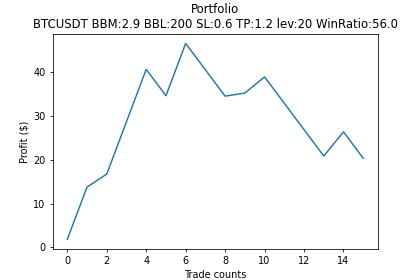 Portfolio
BTCUSDT BBM:2.9 BBL:200 SL:0.6 TP:1.2 lev:20 WinRatio:56.0
Profit ($)
40
30
20
10
0
0 2 4 6 8 10 12 14
Trade counts